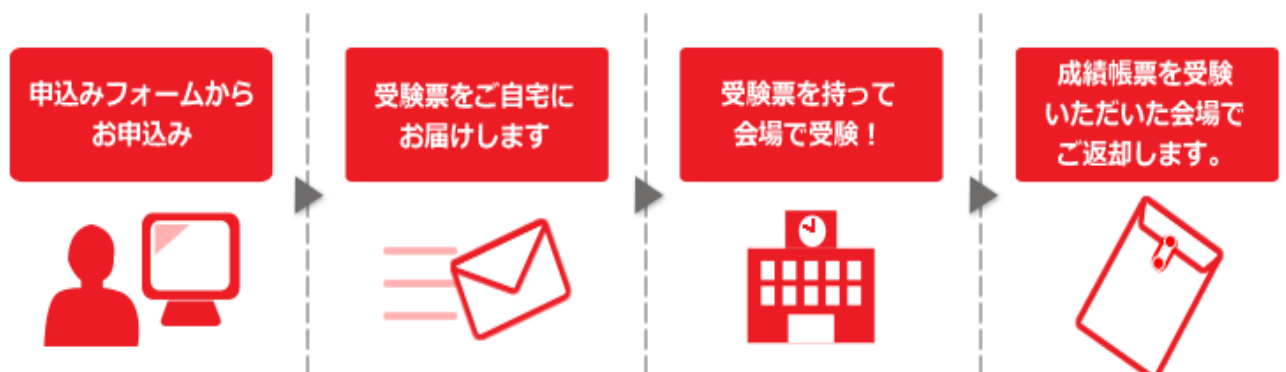 申込みフォームから
お申込み
受験票をご自宅に
お届けします
受験票を持って
会場で受験！
成績帳票を受験
いただいた会場で
ご返却します。